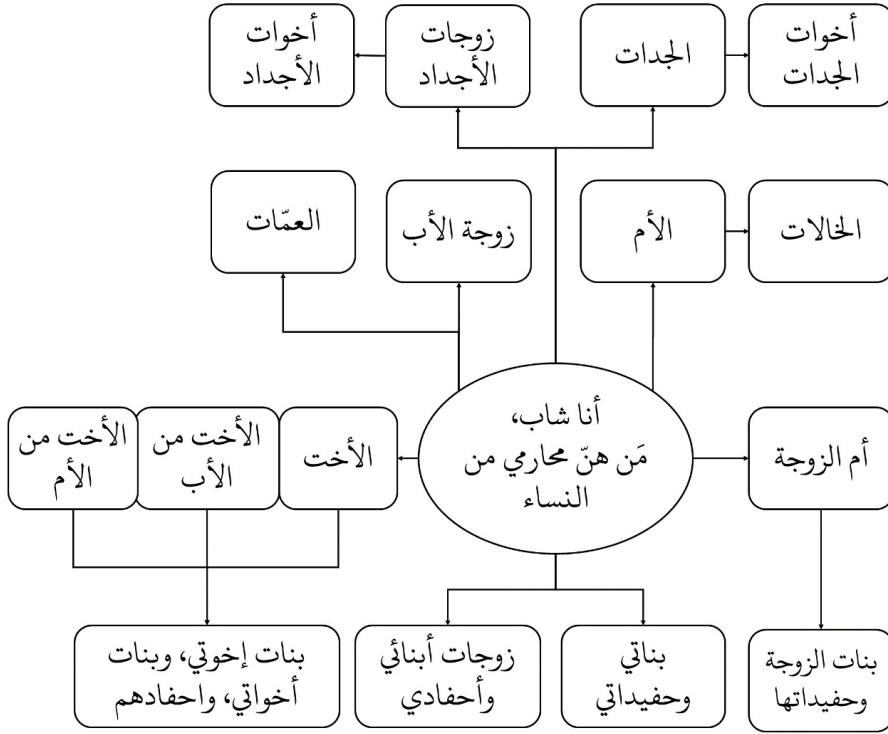 أخوات
الجدات
الجدات
زوجات
الأجداد
أخوات
الأجداد
الخالات
الأم
زوجة الأب
العمّات
أنا شاب،
مَن هنّ محارمي من
النساء
أم الزوجة
الأخت
الأخت من
الأب
الأخت من
الأم
بنات الزوجة
وحفيداتها
بناتي
وحفيداتي
زوجات أبنائي
وأحفادي
بنات إخوتي، وبنات
أخواتي، واحفادهم